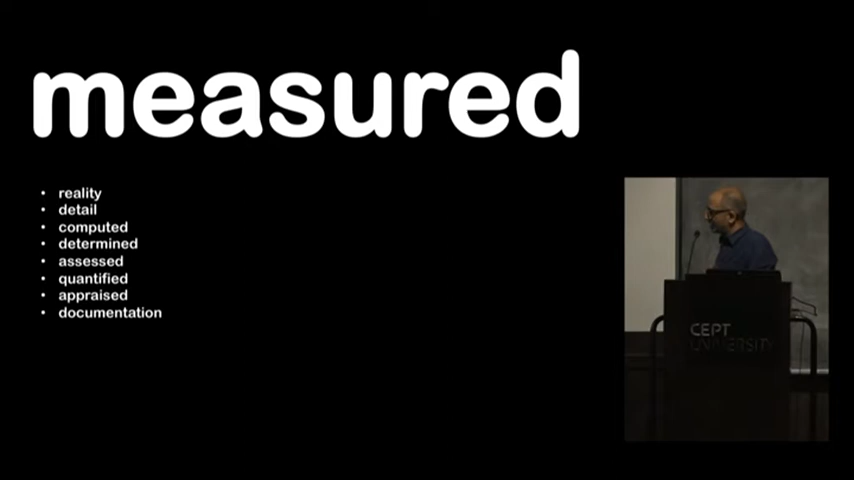 measured
• reality
• detail
• computed
• determined
• assessed
• quantified
• appraised
• documentation
CEPT
UNIVERSITY